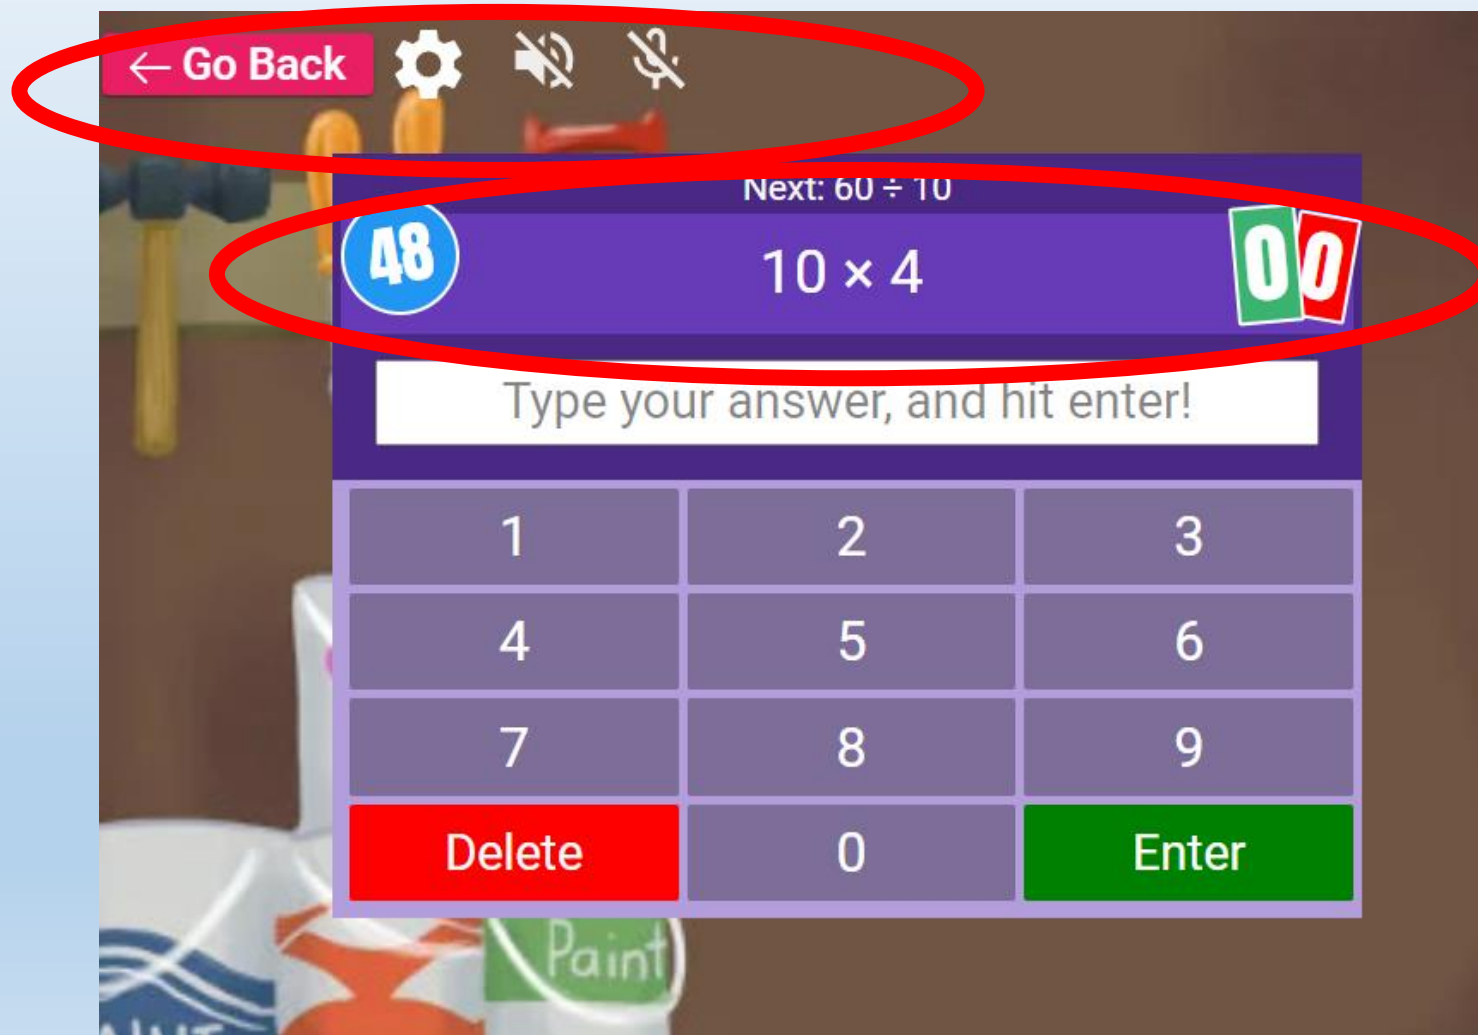 ← Go Back
Next: 60 ÷ 10
48
10 × 4
0 0
Type your answer, and hit enter!
1 2 3
4 5 6
7 8 9
Delete 0 Enter
Paint